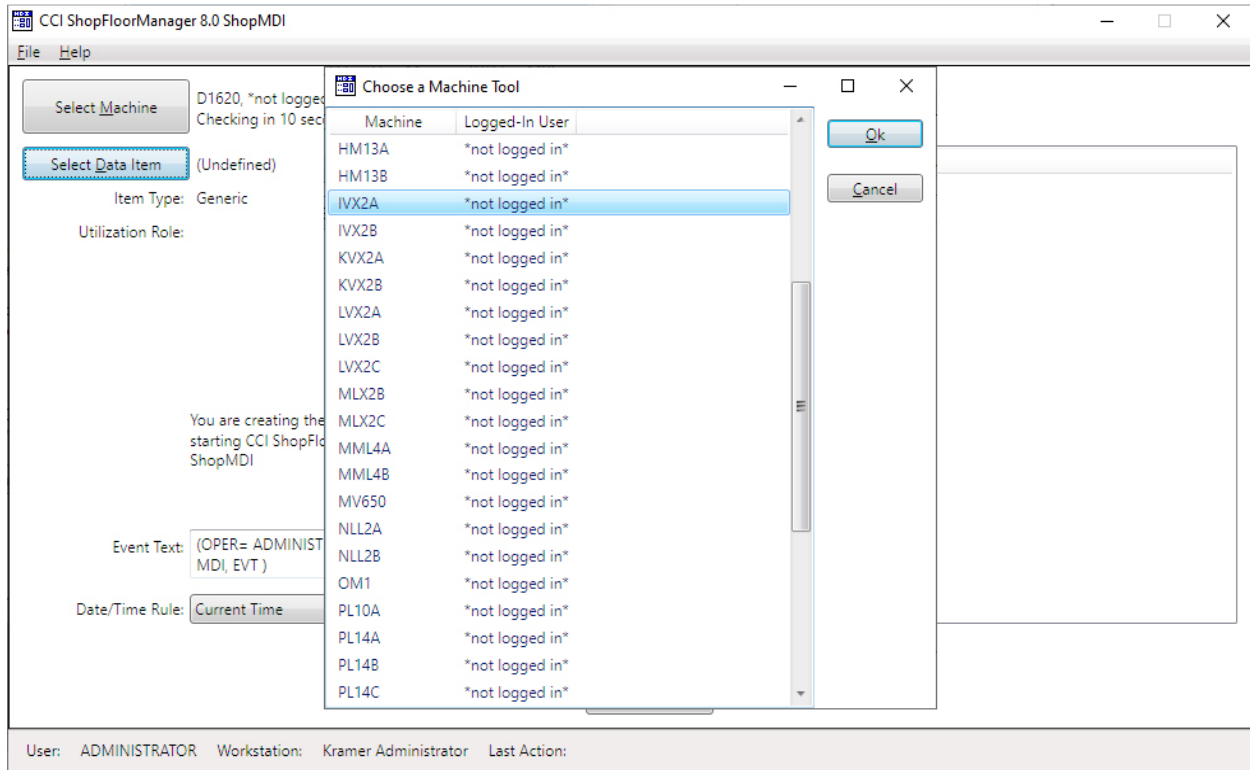 CCI ShopFloorManager 8.0 ShopMDI
File Help
Select Machine
D1620, *not logged
Checking in 10 sec
Select Data Item
(Undefined)
Item Type: Generic
Utilization Role:
You are creating the
starting CCI ShopFlo
ShopMDI
Event Text: (OPER= ADMINIST
MDI, EVT )
Date/Time Rule: Current Time
Choose a Machine Tool
Machine Logged-In User
HM13A *not logged in*
HM13B *not logged in*
IVX2A *not logged in*
IVX2B *not logged in*
KVX2A *not logged in*
KVX2B *not logged in*
LVX2A *not logged in*
LVX2B *not logged in*
LVX2C *not logged in*
MLX2B *not logged in*
MLX2C *not logged in*
MML4A *not logged in*
MML4B *not logged in*
MV650 *not logged in*
NLL2A *not logged in*
NLL2B *not logged in*
OM1 *not logged in*
PL10A *not logged in*
PL14A *not logged in*
PL14B *not logged in*
PL14C *not logged in*
Ok
Cancel
User: ADMINISTRATOR Workstation: Kramer Administrator Last Action: